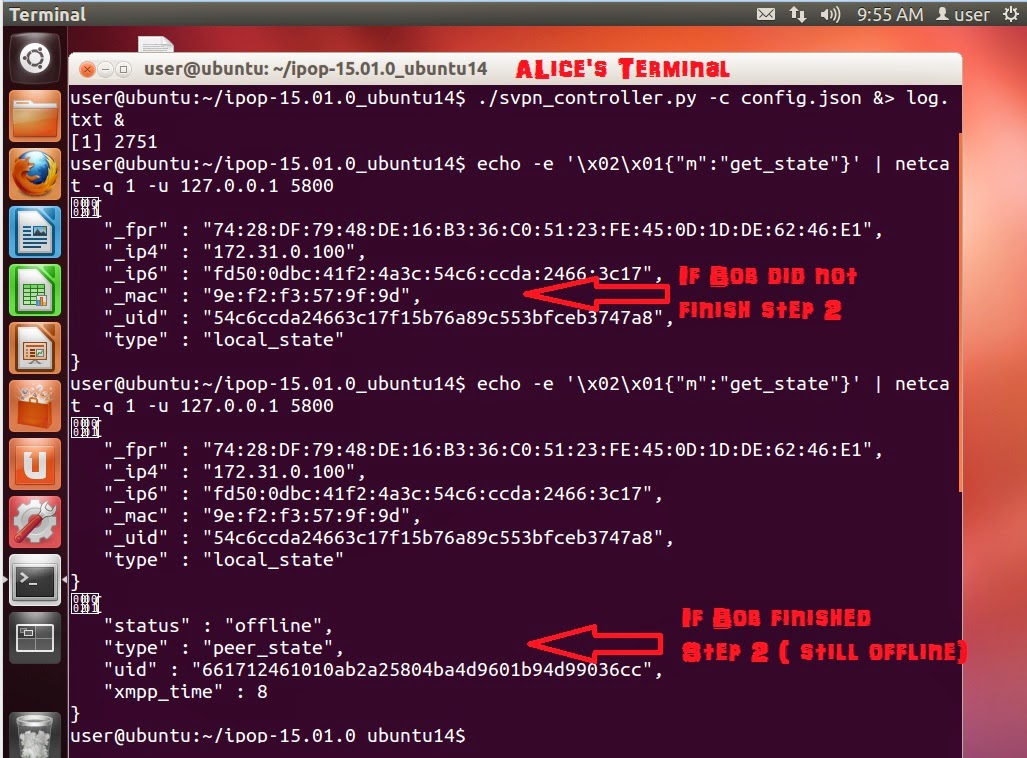 Terminal
9:55 AM user
user@ubuntu: ~/ipop-15.01.0_ubuntu14
Alice's Terminal
user@ubuntu:~/ipop-15.01.0_ubuntu14$ ./svpn_controller.py -c config.json &> log.
txt &
[1] 2751
user@ubuntu:~/ipop-15.01.0_ubuntu14$ echo -e '\x02\x01{"m":"get_state"}' | netca
t -q 1 -u 127.0.0.1 5800
{
"_fpr" : "74:28:DF:79:48:DE:16:B3:36:C0:51:23:FE:45:0D:1D:DE:62:46:E1",
"_ip4" : "172.31.0.100",
"_ip6" : "fd50:0dbc:41f2:4a3c:54c6:ccda:2466:3c17",
"_mac" : "9e:f2:f3:57:9f:9d",
"_uid" : "54c6ccda24663c17f15b76a89c553bfceb3747a8",
"type" : "local_state"
}
If Bob did not
finish step 2
user@ubuntu:~/ipop-15.01.0_ubuntu14$ echo -e '\x02\x01{"m":"get_state"}' | netca
t -q 1 -u 127.0.0.1 5800
{
"_fpr" : "74:28:DF:79:48:DE:16:B3:36:C0:51:23:FE:45:0D:1D:DE:62:46:E1",
"_ip4" : "172.31.0.100",
"_ip6" : "fd50:0dbc:41f2:4a3c:54c6:ccda:2466:3c17",
"_mac" : "9e:f2:f3:57:9f:9d",
"_uid" : "54c6ccda24663c17f15b76a89c553bfceb3747a8",
"type" : "local_state"
}
{
"status" : "offline",
"type" : "peer_state",
"uid" : "661712461010ab2a25804ba4d9601b94d99036cc",
"xmpp_time" : 8
}
If Bob finished
Step 2 ( still offline)
user@ubuntu:~/ipop-15.01.0_ubuntu14$